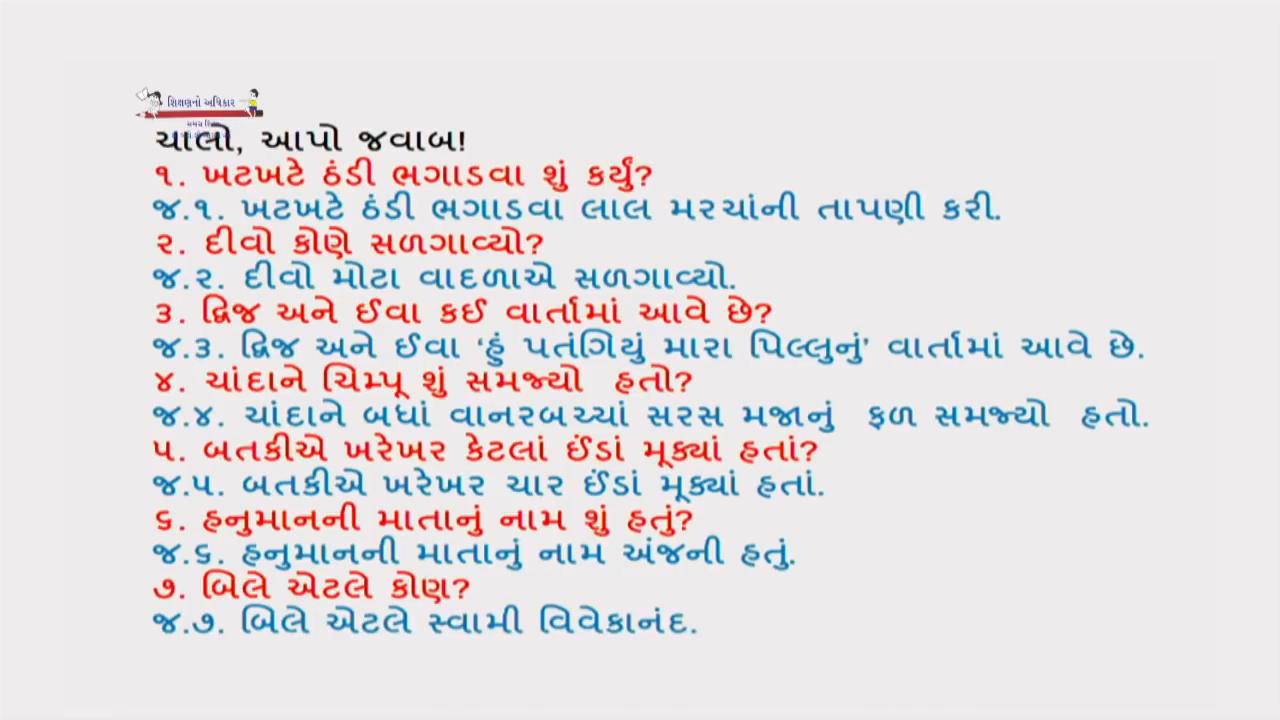 શિક્ષણનો અધિકાર
ચાલો, આપો જવાબ!
૧. ખટખટે ઠંડી ભગાડવા શું કર્યું?
જ.૧. ખટખટે ઠંડી ભગાડવા લાલ મરચાંની તાપણી કરી.
૨. દીવો કોણે સળગાવ્યો?
જ.૨. દીવો મોટા વાદળાએ સળગાવ્યો.
૩. દ્વિજ અને ઈવા કઈ વાર્તામાં આવે છે?
જ.૩. દ્વિજ અને ઈવા ‘હું પતંગિયું મારા પિલ્લુનું’ વાર્તામાં આવે છે.
૪. ચાંદાને ચિમ્પૂ શું સમજ્યો હતો?
જ.૪. ચાંદાને બધાં વાનરબચ્ચાં સરસ મજાનું ફળ સમજ્યો હતો.
૫. બતકીએ ખરેખર કેટલાં ઈંડાં મૂક્યાં હતાં?
જ.૫. બતકીએ ખરેખર ચાર ઈંડાં મૂક્યાં હતાં.
૬. હનુમાનની માતાનું નામ શું હતું?
જ.૬. હનુમાનની માતાનું નામ અંજની હતું.
૭. બિલે એટલે કોણ?
જ.૭. બિલે એટલે સ્વામી વિવેકાનંદ.